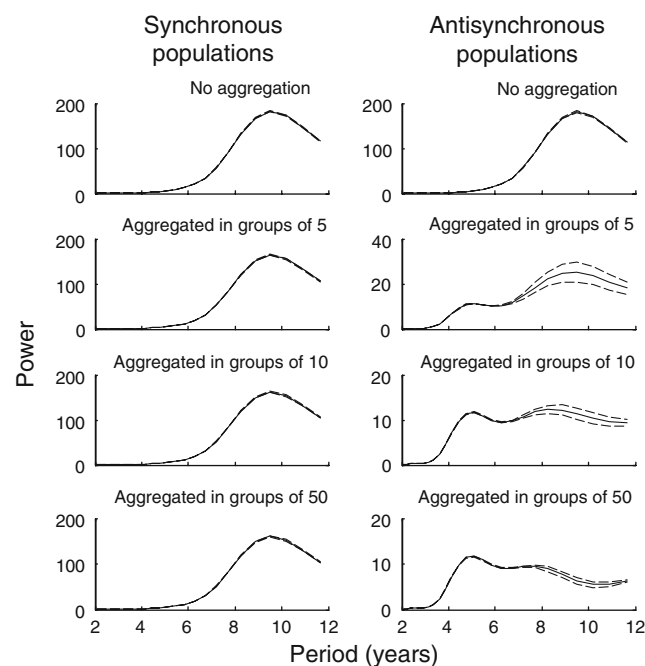 Synchronous
populations
Antisynchronous
populations
No aggregation
No aggregation
200
100
0
200
100
0
Aggregated in groups of 5
Aggregated in groups of 5
200
100
0
40
20
0
Aggregated in groups of 10
Aggregated in groups of 10
200
100
0
20
10
0
Aggregated in groups of 50
Aggregated in groups of 50
200
100
0
20
10
0
2 4 6 8 10 12
2 4 6 8 10 12
Power
Period (years)